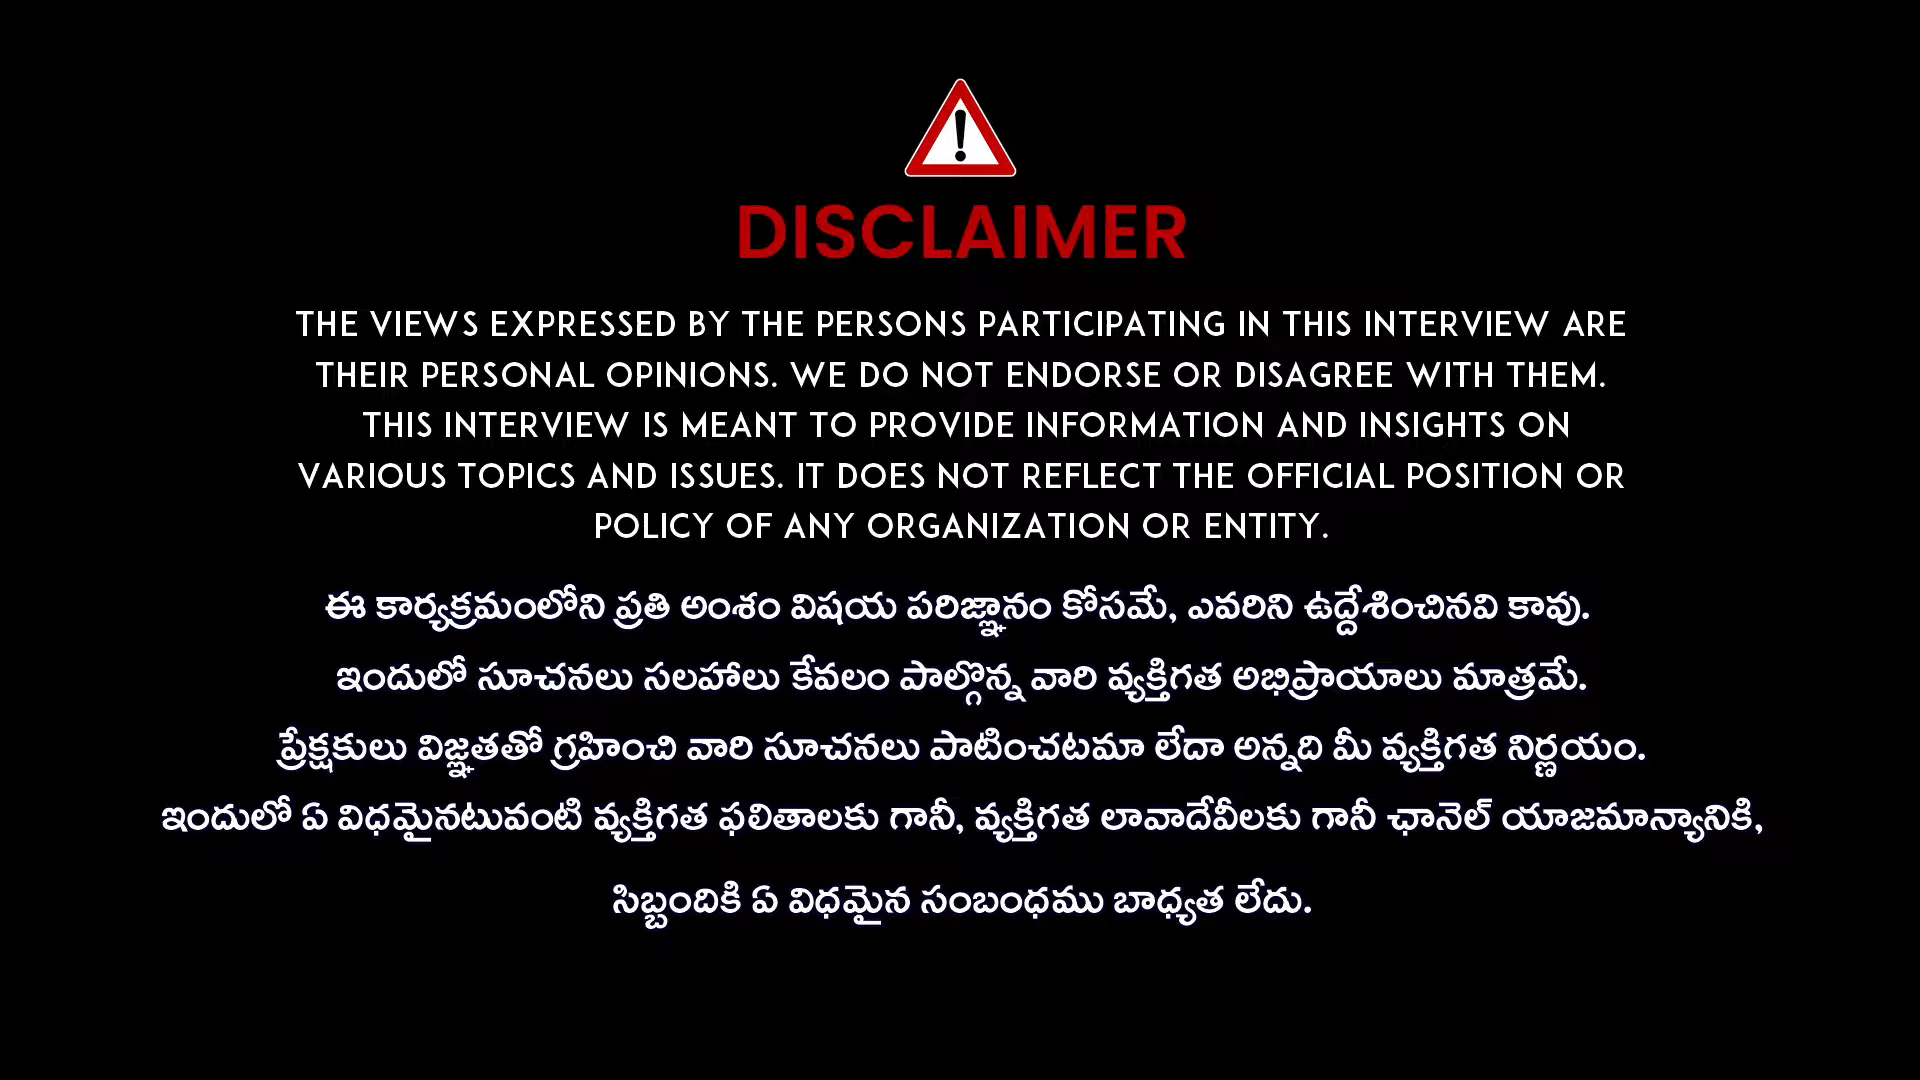 DISCLAIMER
THE VIEWS EXPRESSED BY THE PERSONS PARTICIPATING IN THIS INTERVIEW ARE
THEIR PERSONAL OPINIONS. WE DO NOT ENDORSE OR DISAGREE WITH THEM.
THIS INTERVIEW IS MEANT TO PROVIDE INFORMATION AND INSIGHTS ON
VARIOUS TOPICS AND ISSUES. IT DOES NOT REFLECT THE OFFICIAL POSITION OR
POLICY OF ANY ORGANIZATION OR ENTITY.
ఈ కార్యక్రమంలోని ప్రతి అంశం విషయ పరిజ్ఞానం కోసమే, ఎవరిని ఉద్దేశించినవి కావు.
ఇందులో సూచనలు సలహాలు కేవలం పాల్గొన్న వారి వ్యక్తిగత అభిప్రాయాలు మాత్రమే.
ప్రేక్షకులు విజ్ఞతతో గ్రహించి వారి సూచనలు పాటించటమా లేదా అన్నది మీ వ్యక్తిగత నిర్ణయం.
ఇందులో ఏ విధమైనటువంటి వ్యక్తిగత ఫలితాలకు గానీ, వ్యక్తిగత లావాదేవీలకు గానీ ఛానెల్ యాజమాన్యానికి,
సిబ్బందికి ఏ విధమైన సంబంధము బాధ్యత లేదు.